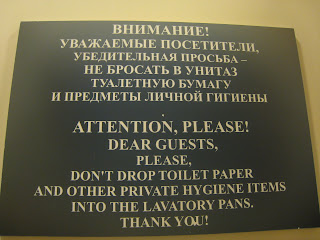 ВНИМАНИЕ!
УВАЖАЕМЫЕ ПОСЕТИТЕЛИ,
УБЕДИТЕЛЬНАЯ ПРОСЬБА –
НЕ БРОСАТЬ В УНИТАЗ
ТУАЛЕТНУЮ БУМАГУ
И ПРЕДМЕТЫ ЛИЧНОЙ ГИГИЕНЫ
ATTENTION, PLEASE!
DEAR GUESTS,
PLEASE,
DON'T DROP TOILET PAPER
AND OTHER PRIVATE HYGIENE ITEMS
INTO THE LAVATORY PANS.
THANK YOU!